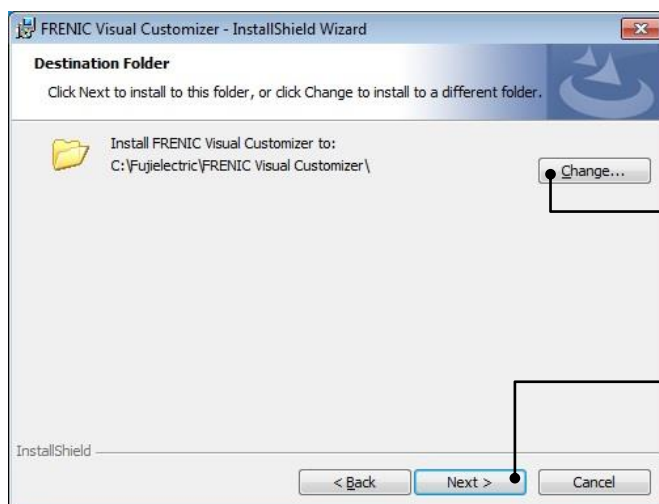 FRENIC Visual Customizer - InstallShield Wizard
Destination Folder
Click Next to install to this folder, or click Change to install to a different folder.
Install FRENIC Visual Customizer to:
C:\Fujielectric\FRENIC Visual Customizer\
Change...
InstallShield
< Back
Next >
Cancel